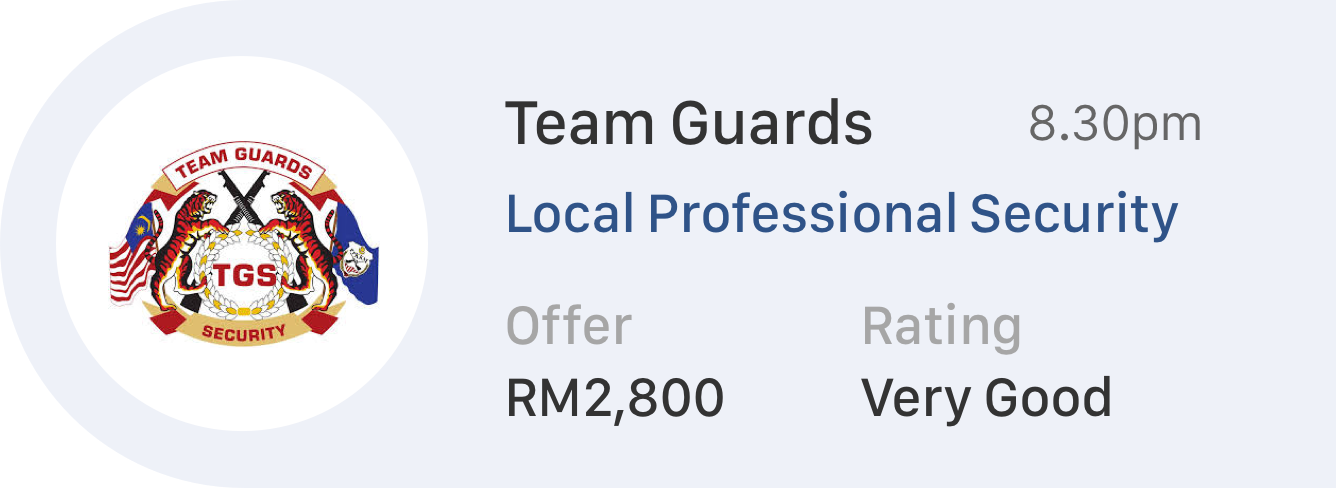 TEAM GUARDS
TGS
SECURITY
Team Guards
8.30pm
Local Professional Security
Offer
Rating
RM2,800
Very Good